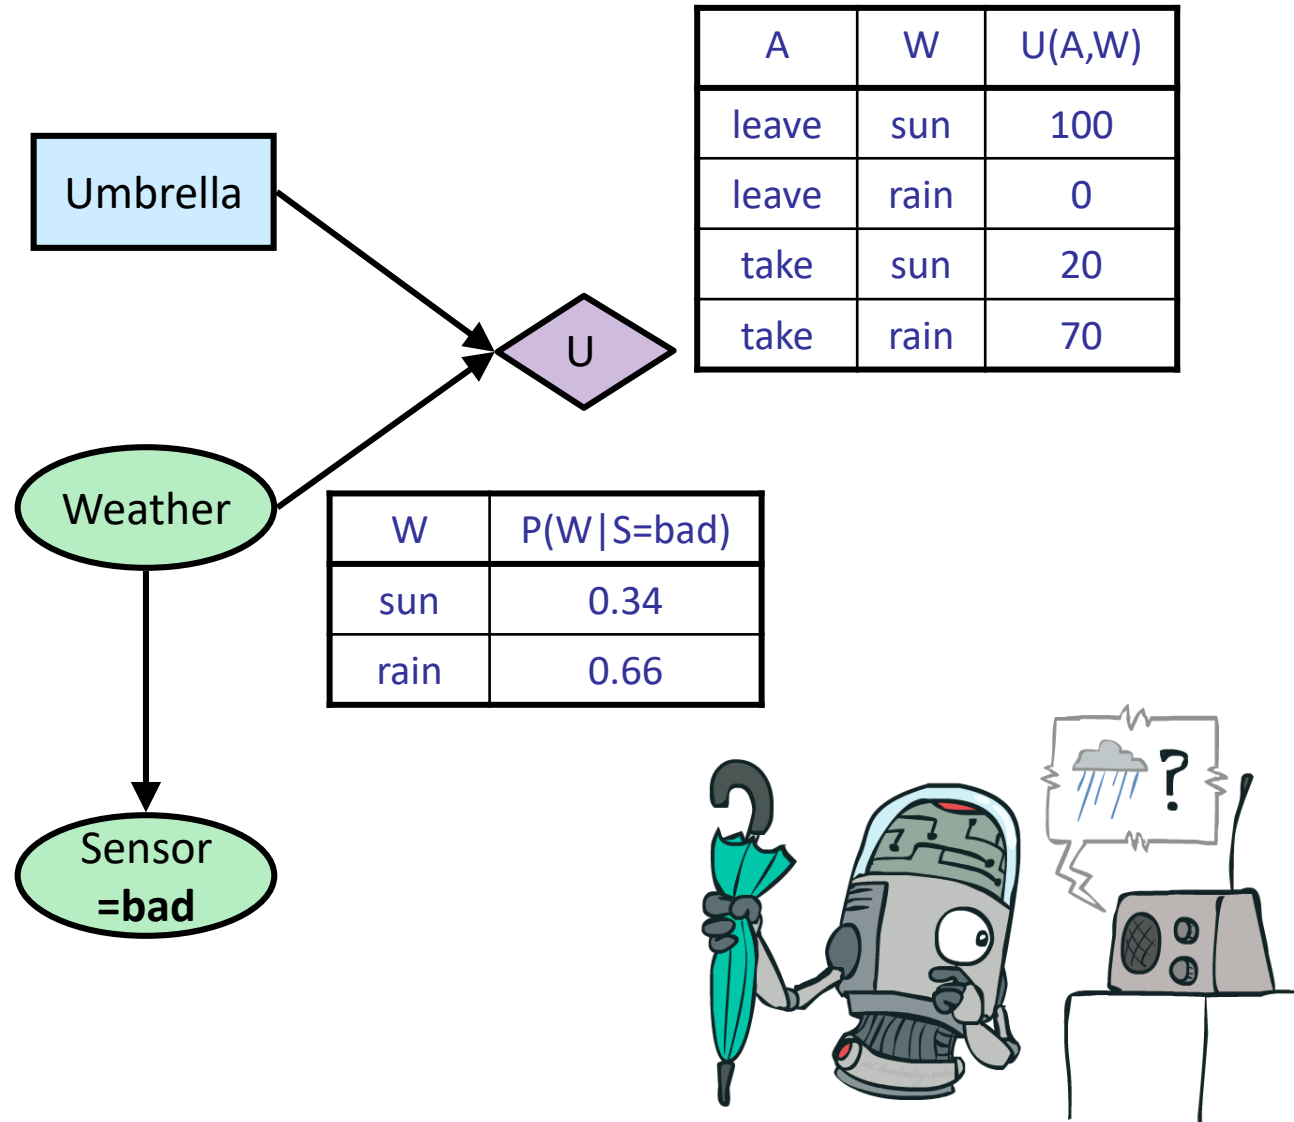 A W U(A,W)
leave sun 100
leave rain 0
take sun 20
take rain 70
Umbrella
U
Weather
W P(W|S=bad)
sun 0.34
rain 0.66
Sensor
=bad
?